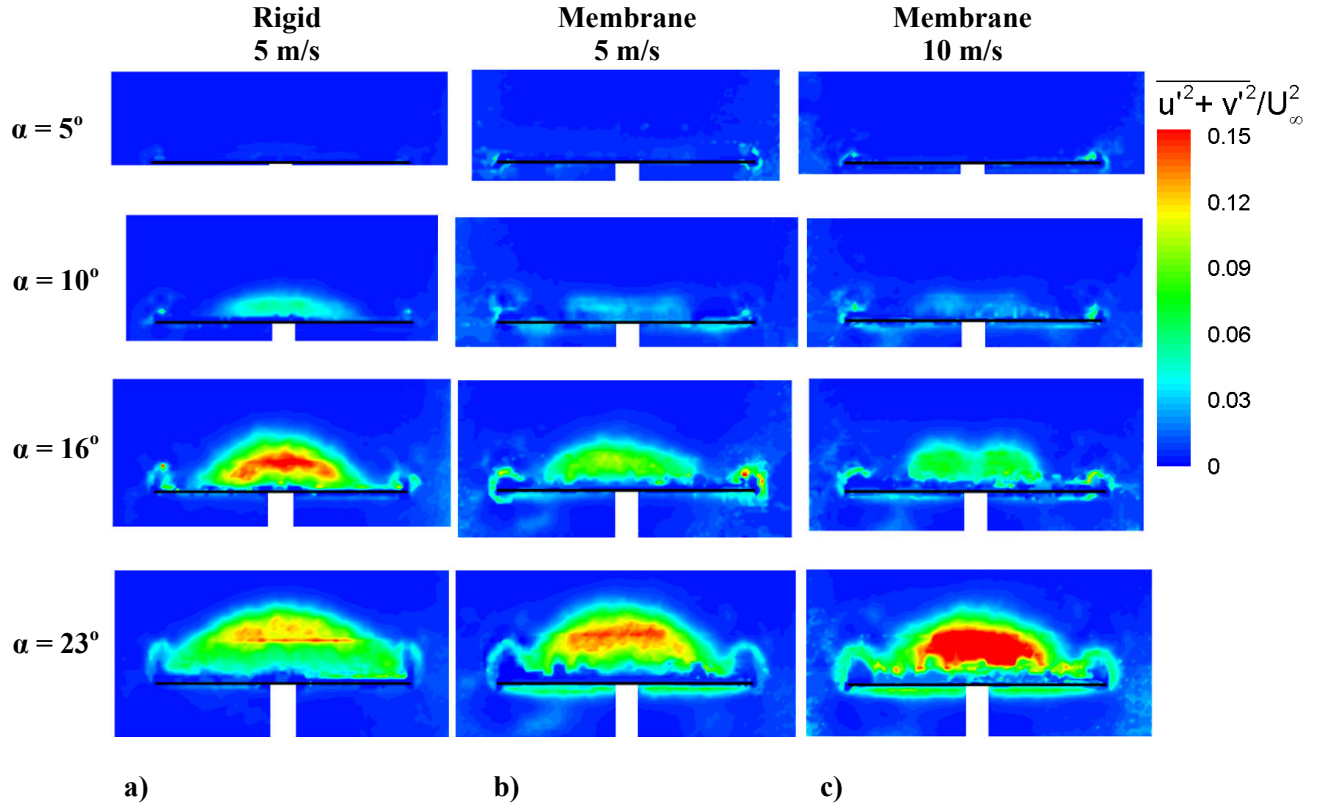 Rigid
5 m/s
Membrane
5 m/s
Membrane
10 m/s
u'² + v'²/U∞²
α = 5°
0.15
0.12
0.09
0.06
0.03
0
α = 10°
α = 16°
α = 23°
a)
b)
c)